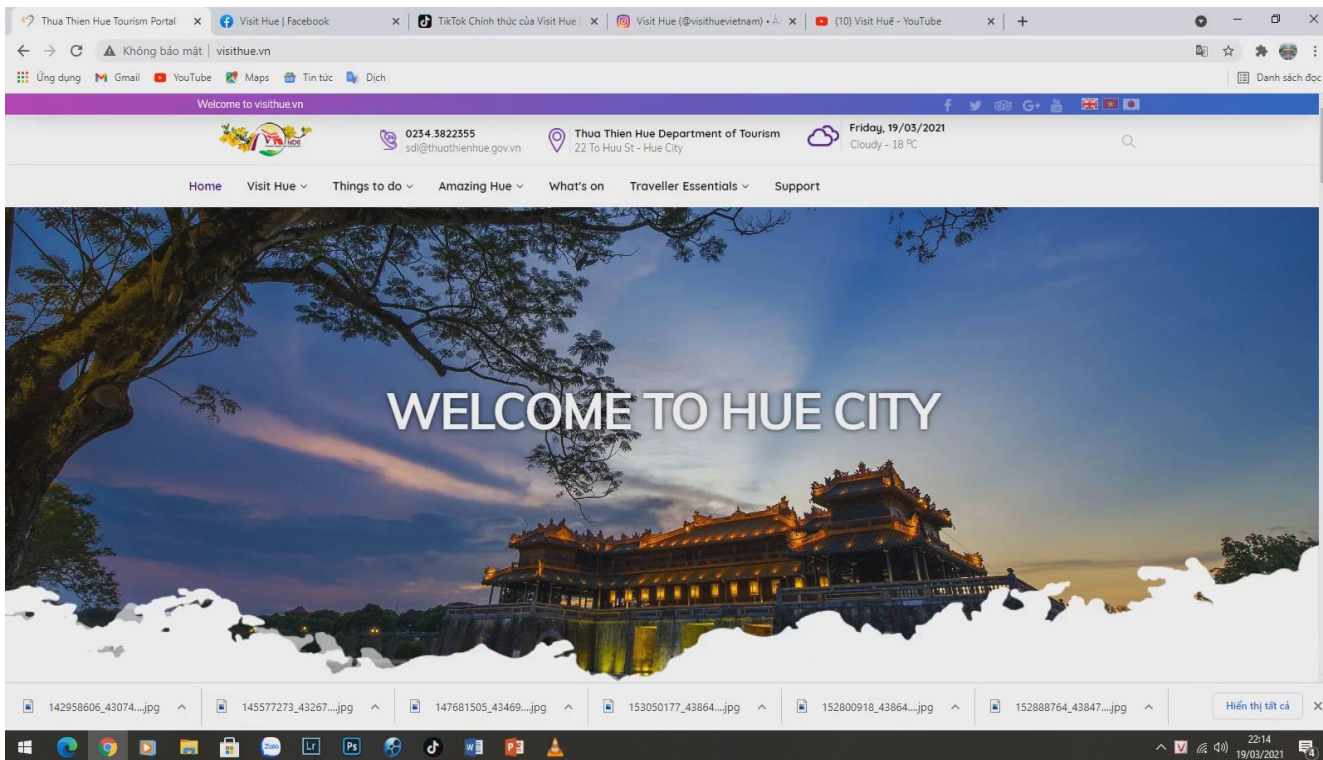 Thua Thien Hue Tourism Portal
Visit Hue | Facebook
TikTok Chính thức của Visit Hue (
Visit Hue (@visithuevietnam) •
(10) Visit Huế - YouTube
Không bảo mật | visithue.vn
Ứng dụng Gmail YouTube Maps Tin tức Dịch
Danh sách đọc
Welcome to visithue.vn
0234.3822355
sdl@thuathienhue.gov.vn
Thua Thien Hue Department of Tourism
22 To Huu St - Hue City
Friday, 19/03/2021
Cloudy - 18 ºC
Home Visit Hue Things to do Amazing Hue What's on Traveller Essentials Support
WELCOME TO HUE CITY
142958606_43074....jpg
145577273_43267....jpg
147681505_43469....jpg
153050177_43864....jpg
152800918_43864....jpg
152888764_43847....jpg
Hiển thị tất cả
Zalo Lr Ps
22:14
19/03/2021